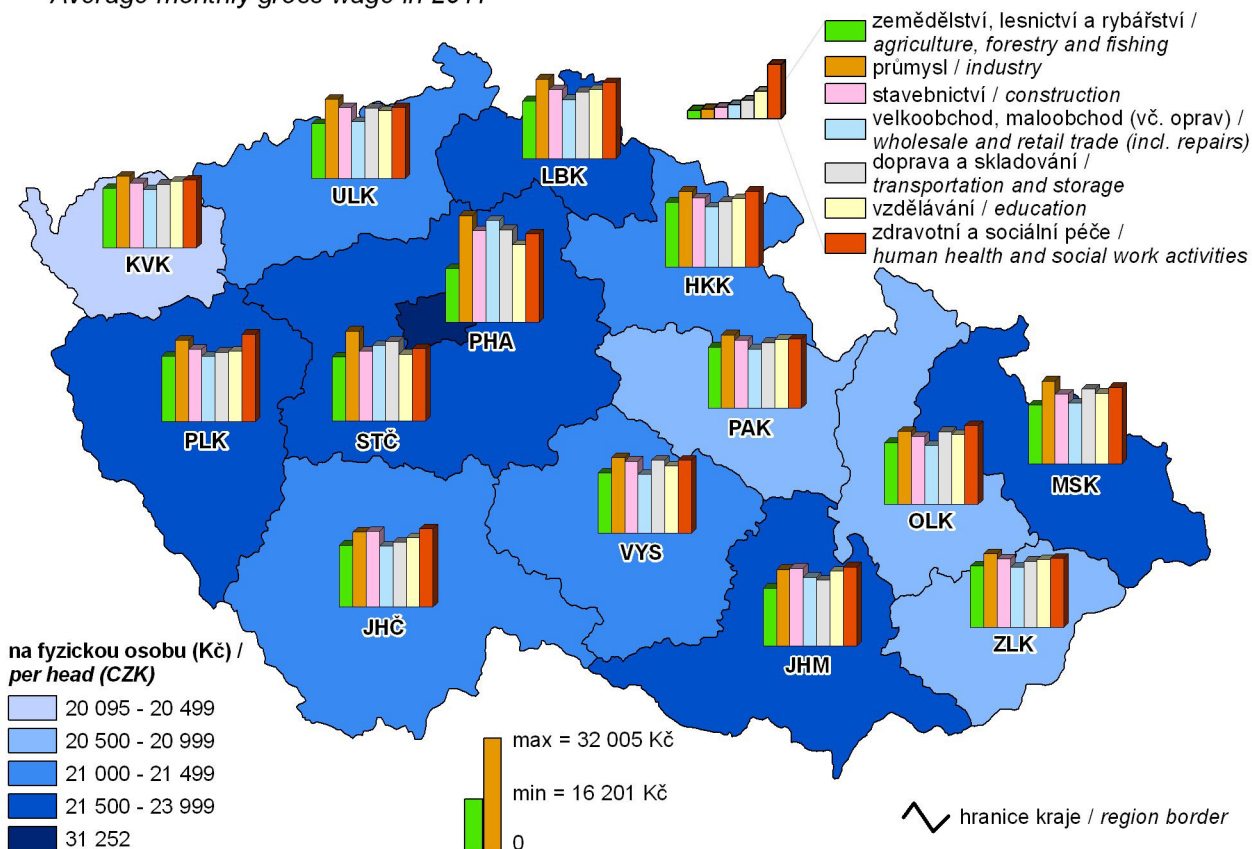 Average monthly gross wage in 2011
zemědělství, lesnictví a rybářství /
agriculture, forestry and fishing
průmysl / industry
stavebnictví / construction
velkoobchod, maloobchod (vč. oprav) /
wholesale and retail trade (incl. repairs)
doprava a skladování /
transportation and storage
vzdělávání / education
zdravotní a sociální péče /
human health and social work activities
ULK
LBK
KVK
HKK
PHA
PLK
STČ
PAK
MSK
OLK
VYS
JHČ
ZLK
JHM
na fyzickou osobu (Kč) /
per head (CZK)
20 095 - 20 499
20 500 - 20 999
21 000 - 21 499
21 500 - 23 999
31 252
max = 32 005 Kč
min = 16 201 Kč
0
hranice kraje / region border